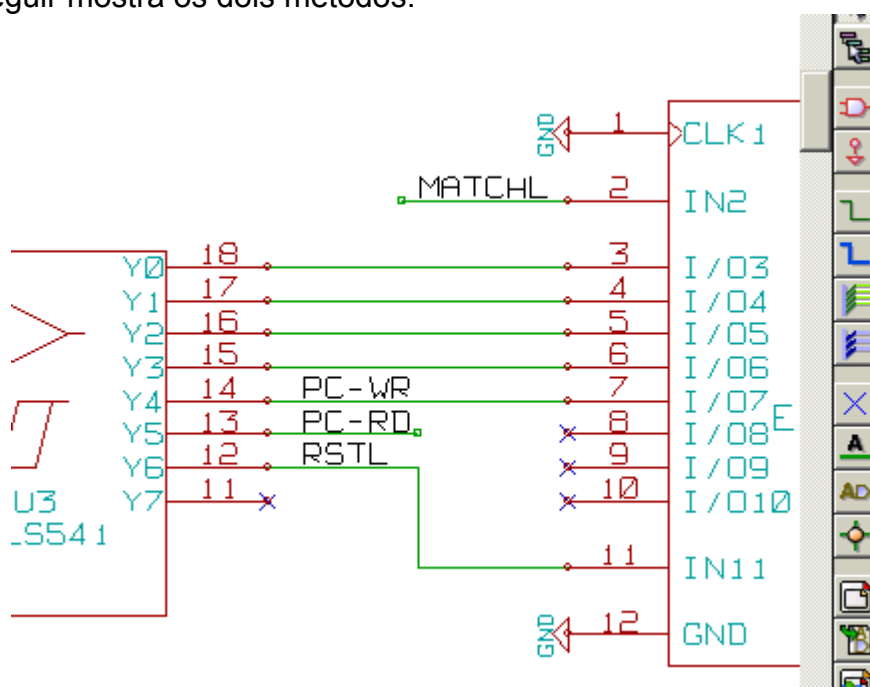 guir mostra os dois métodos.
GND 1 CLK1
MATCHL 2 IN2
Y0 18 3 I/O3
Y1 17 4 I/O4
Y2 16 5 I/O5
Y3 15 6 I/O6
Y4 14 PC-WR 7 I/O7
Y5 13 PC-RD 8 I/O8 E
Y6 12 RSTL 9 I/O9
U3 Y7 11 10 I/O10
LS541
11 IN11
GND 12 GND
A